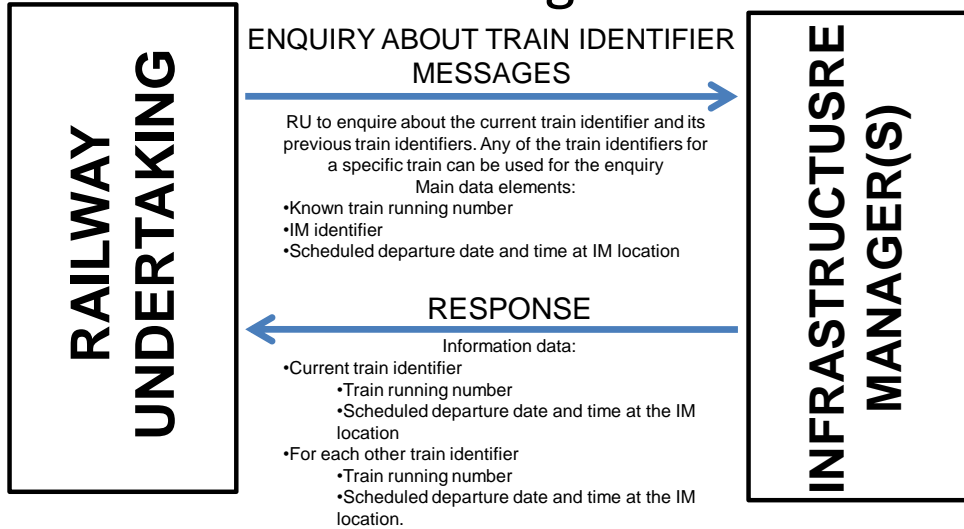 RAILWAY
UNDERTAKING
ENQUIRY ABOUT TRAIN IDENTIFIER
MESSAGES
RU to enquire about the current train identifier and its
previous train identifiers. Any of the train identifiers for
a specific train can be used for the enquiry
Main data elements:
•Known train running number
•IM identifier
•Scheduled departure date and time at IM location
RESPONSE
Information data:
•Current train identifier
•Train running number
•Scheduled departure date and time at the IM
location
•For each other train identifier
•Train running number
•Scheduled departure date and time at the IM
location.
INFRASTRUCTUSRE
MANAGER(S)